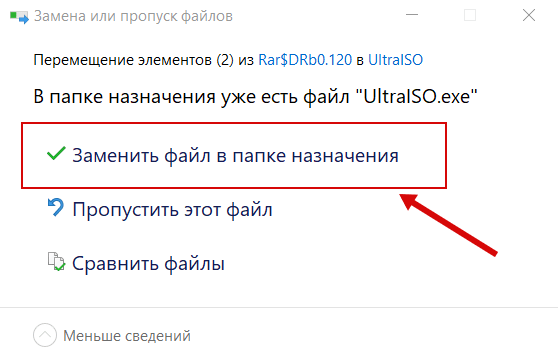 Замена или пропуск файлов
Перемещение элементов (2) из Rar$DRb0.120 в UltraISO
В папке назначения уже есть файл "UltraISO.exe"
Заменить файл в папке назначения
Пропустить этот файл
Сравнить файлы
Меньше сведений